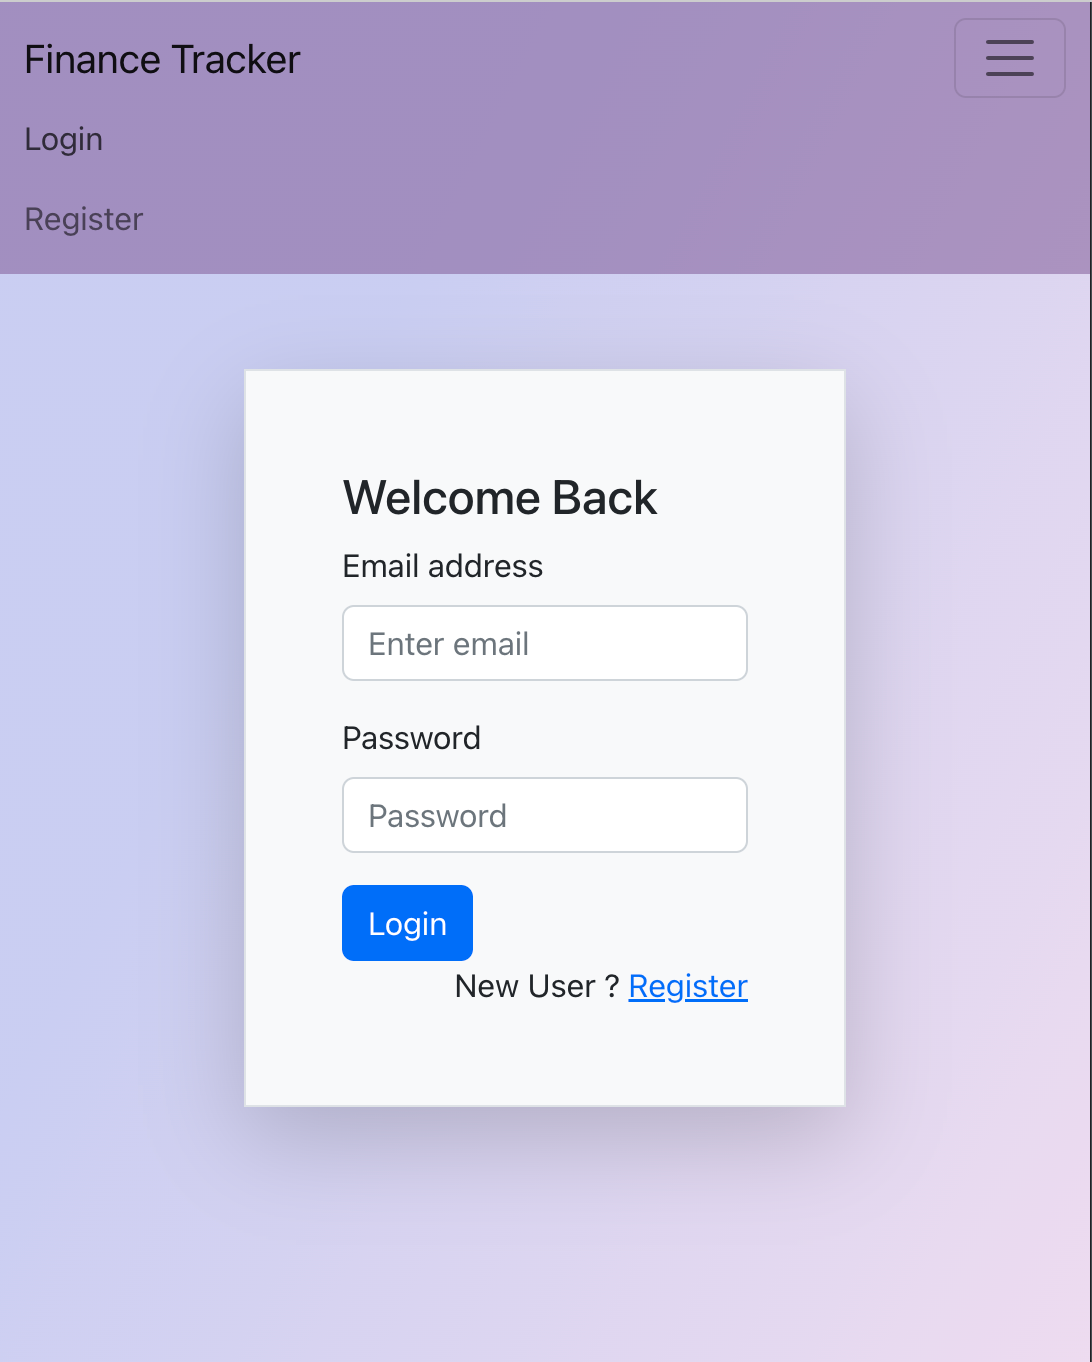 Finance Tracker
Login
Register
Welcome Back
Email address
Enter email
Password
Password
Login
New User ? Register